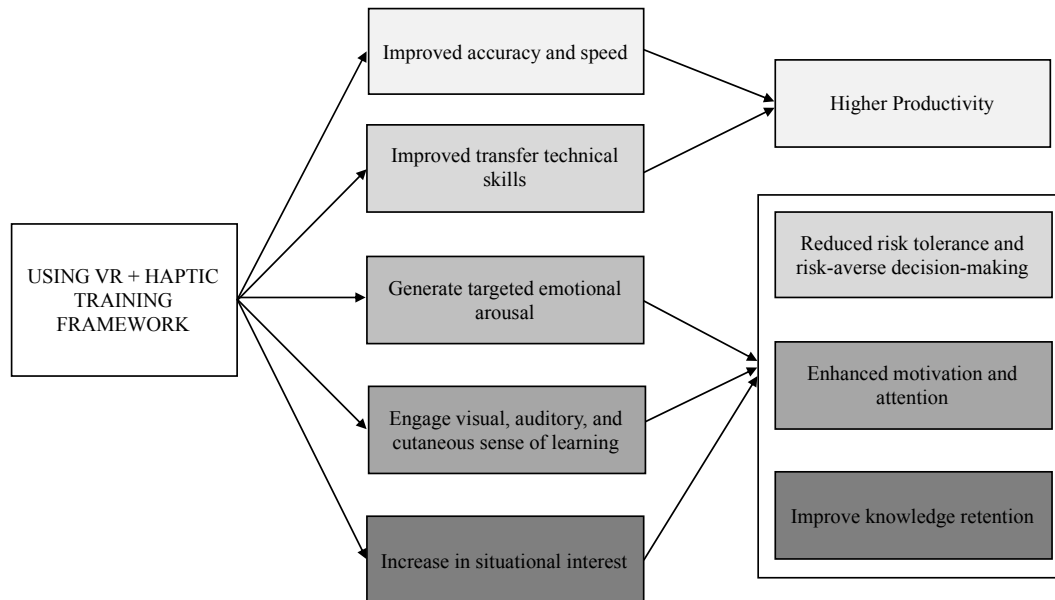 USING VR + HAPTIC
TRAINING
FRAMEWORK
Improved accuracy and speed
Improved transfer technical
skills
Generate targeted emotional
arousal
Engage visual, auditory, and
cutaneous sense of learning
Increase in situational interest
Higher Productivity
Reduced risk tolerance and
risk-averse decision-making
Enhanced motivation and
attention
Improve knowledge retention